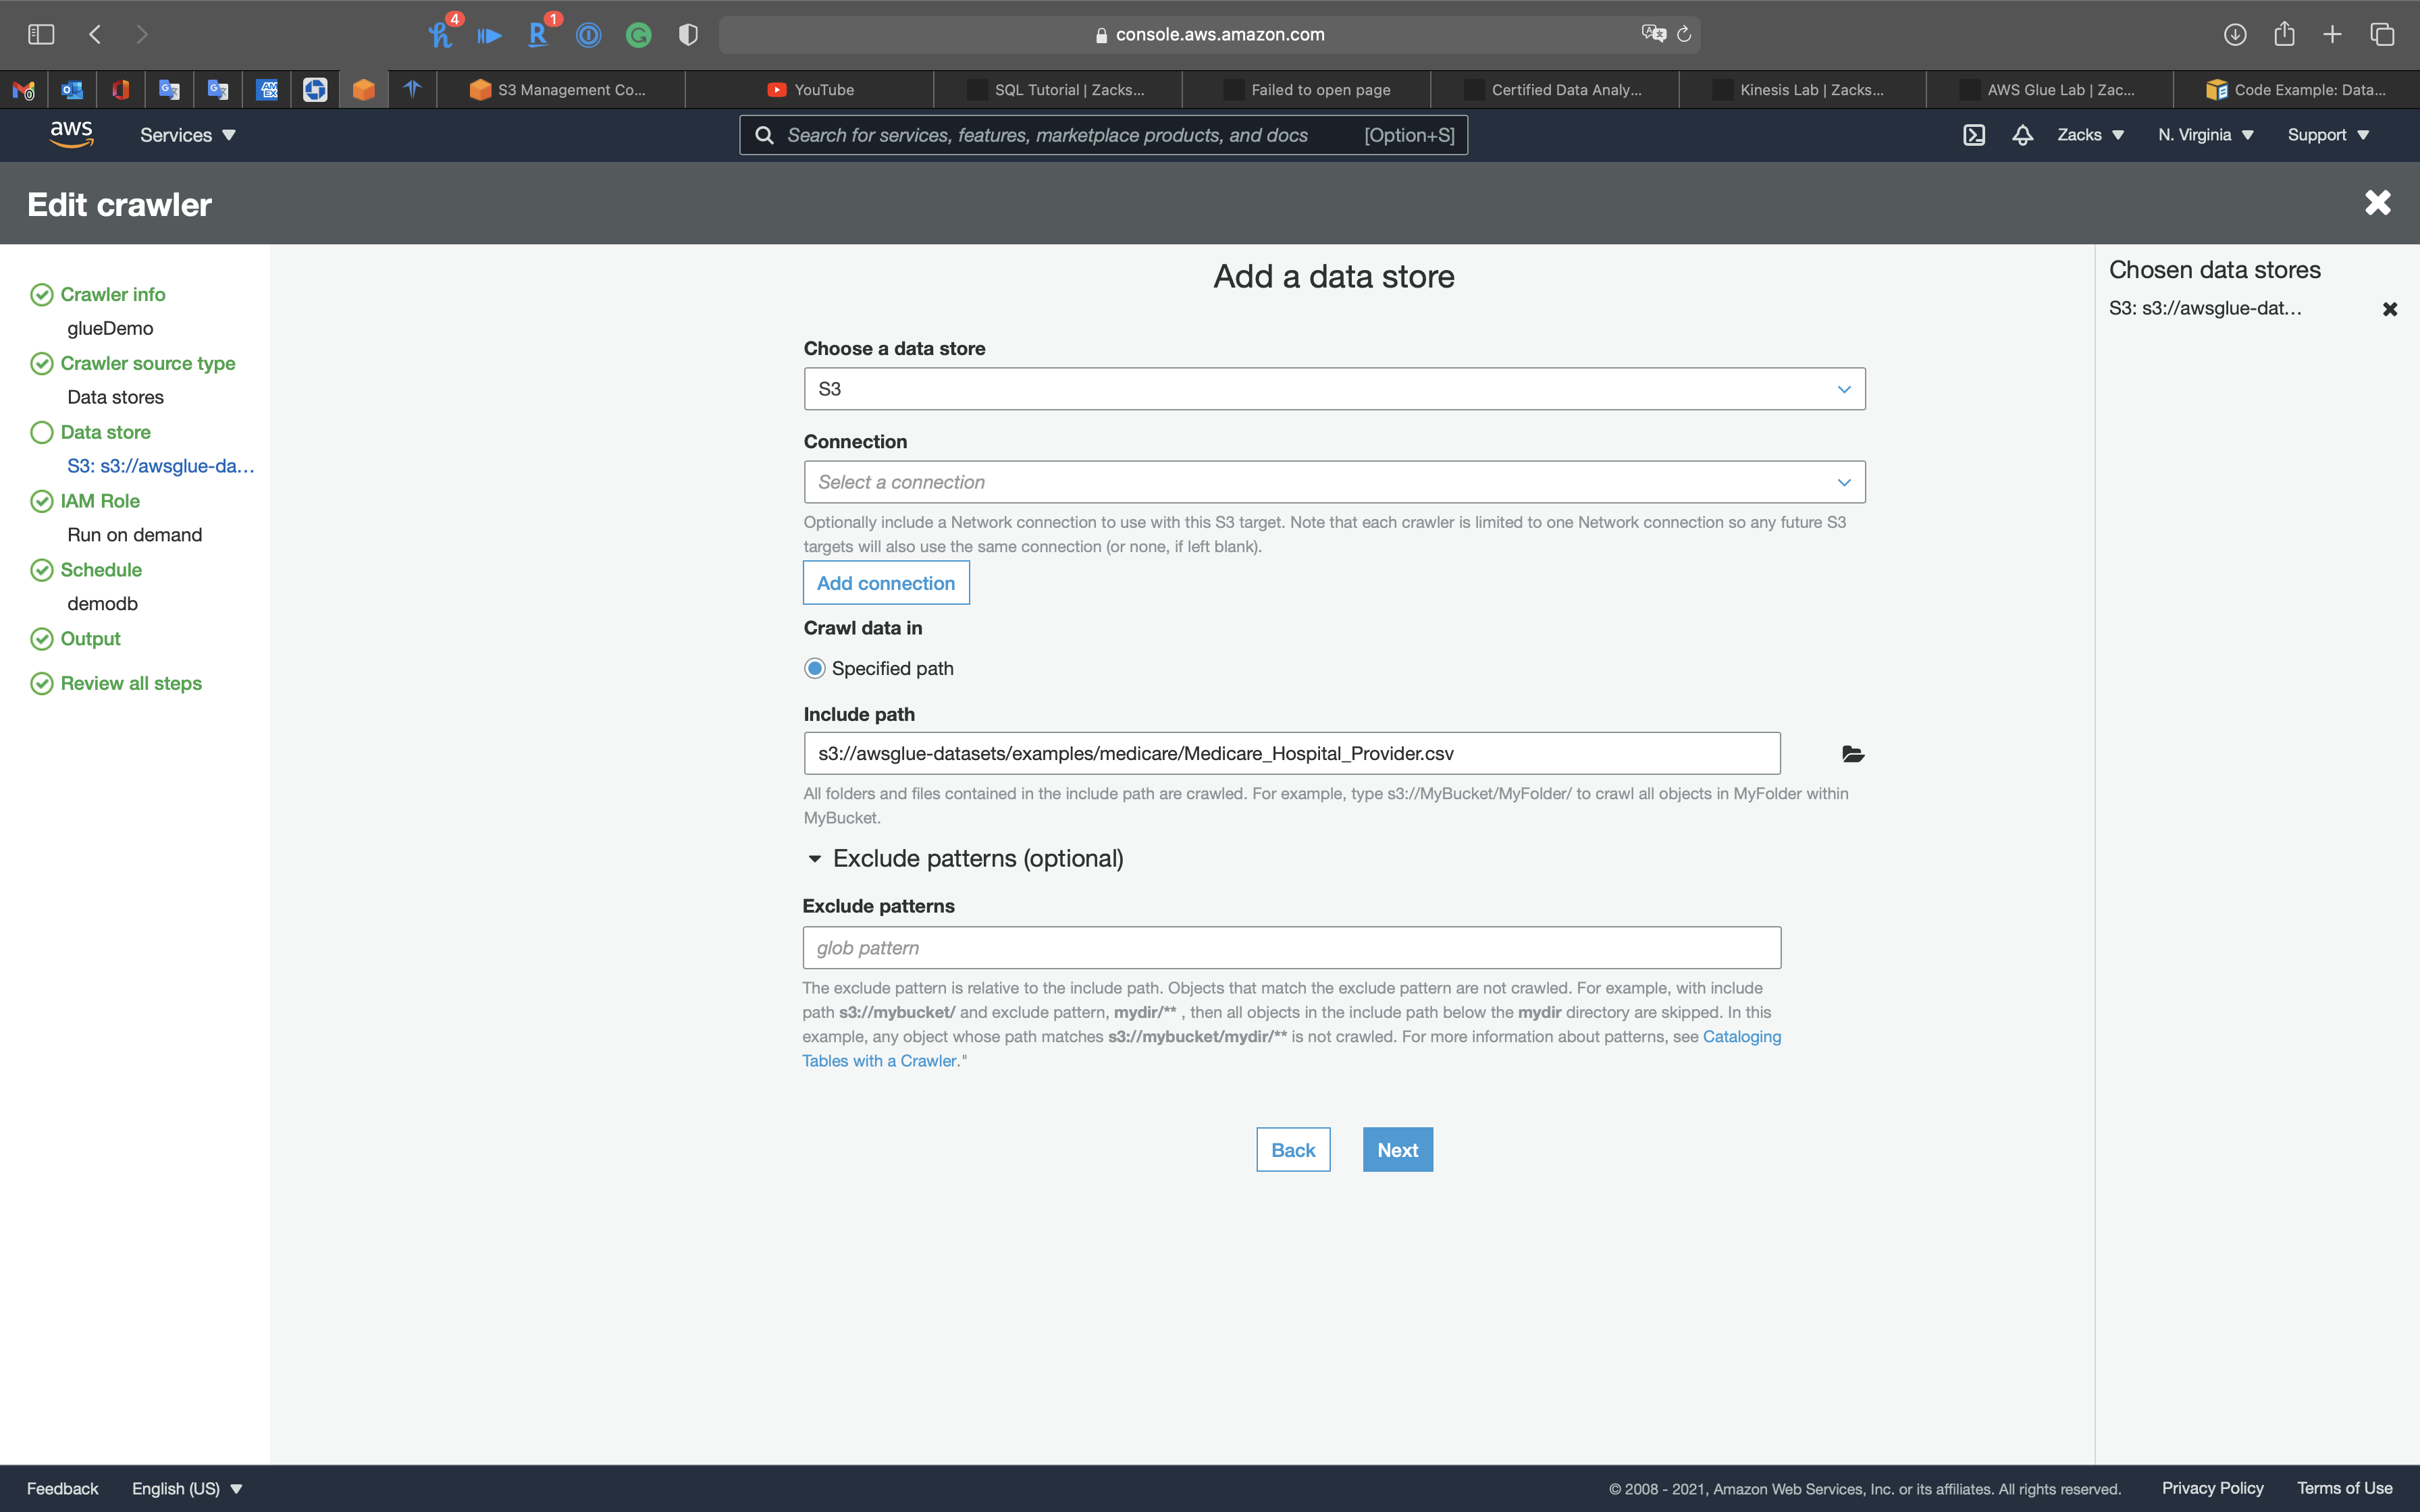 4
1
console.aws.amazon.com
S3 Management Co...
YouTube
SQL Tutorial | Zacks...
Failed to open page
Certified Data Analy...
Kinesis Lab | Zacks...
AWS Glue Lab | Zac...
Code Example: Data...
aws
Services
Search for services, features, marketplace products, and docs [Option+S]
Zacks
N. Virginia
Support
Edit crawler
Crawler info
glueDemo
Crawler source type
Data stores
Data store
S3: s3://awsglue-da...
IAM Role
Run on demand
Schedule
demodb
Output
Review all steps
Add a data store
Choose a data store
S3
Connection
Select a connection
Optionally include a Network connection to use with this S3 target. Note that each crawler is limited to one Network connection so any future S3
targets will also use the same connection (or none, if left blank).
Add connection
Crawl data in
Specified path
Include path
s3://awsglue-datasets/examples/medicare/Medicare_Hospital_Provider.csv
All folders and files contained in the include path are crawled. For example, type s3://MyBucket/MyFolder/ to crawl all objects in MyFolder within
MyBucket.
Exclude patterns (optional)
Exclude patterns
glob pattern
The exclude pattern is relative to the include path. Objects that match the exclude pattern are not crawled. For example, with include
path s3://mybucket/ and exclude pattern, mydir/** , then all objects in the include path below the mydir directory are skipped. In this
example, any object whose path matches s3://mybucket/mydir/** is not crawled. For more information about patterns, see Cataloging
Tables with a Crawler."
Back
Next
Chosen data stores
S3: s3://awsglue-dat...
Feedback
English (US)
© 2008 - 2021, Amazon Web Services, Inc. or its affiliates. All rights reserved.
Privacy Policy
Terms of Use